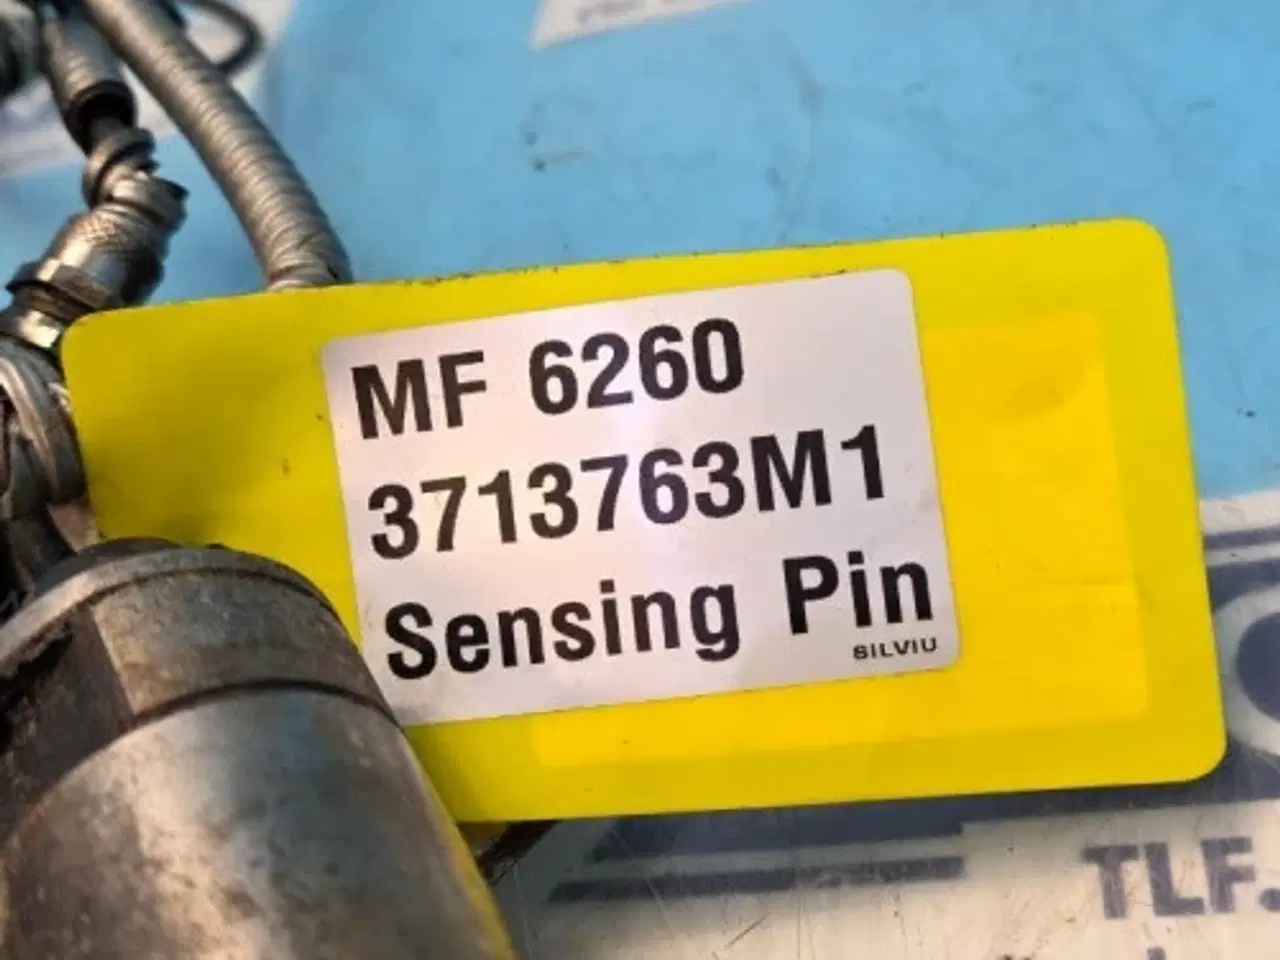 MF 6260
3713763M1
Sensing Pin
SILVIU
TLF.